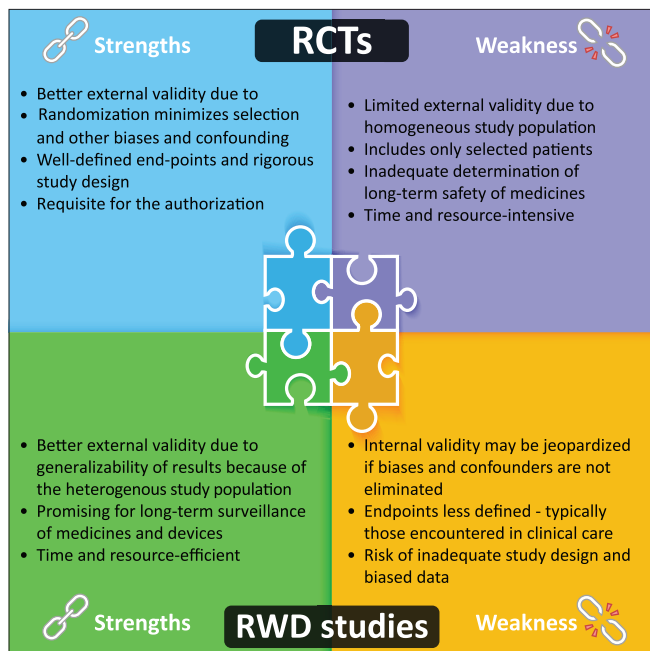 RCTs
Strengths
• Better external validity due to
• Randomization minimizes selection
and other biases and confounding
• Well-defined end-points and rigorous
study design
• Requisite for the authorization
Weakness
• Limited external validity due to
homogeneous study population
• Includes only selected patients
• Inadequate determination of
long-term safety of medicines
• Time and resource-intensive
• Better external validity due to
generalizability of results because of
the heterogenous study population
• Promising for long-term surveillance
of medicines and devices
• Time and resource-efficient
Strengths
• Internal validity may be jeopardized
if biases and confounders are not
eliminated
• Endpoints less defined - typically
those encountered in clinical care
• Risk of inadequate study design and
biased data
Weakness
RWD studies